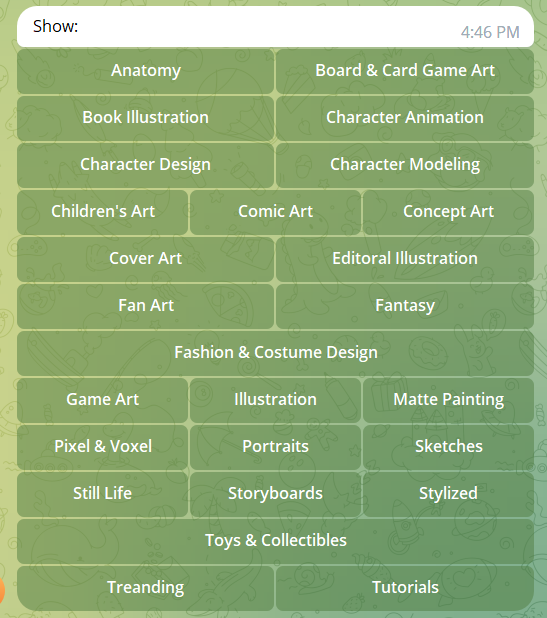 Show:
4:46 PM
Anatomy Board & Card Game Art
Book Illustration Character Animation
Character Design Character Modeling
Children's Art Comic Art Concept Art
Cover Art Editoral Illustration
Fan Art Fantasy
Fashion & Costume Design
Game Art Illustration Matte Painting
Pixel & Voxel Portraits Sketches
Still Life Storyboards Stylized
Toys & Collectibles
Treanding Tutorials